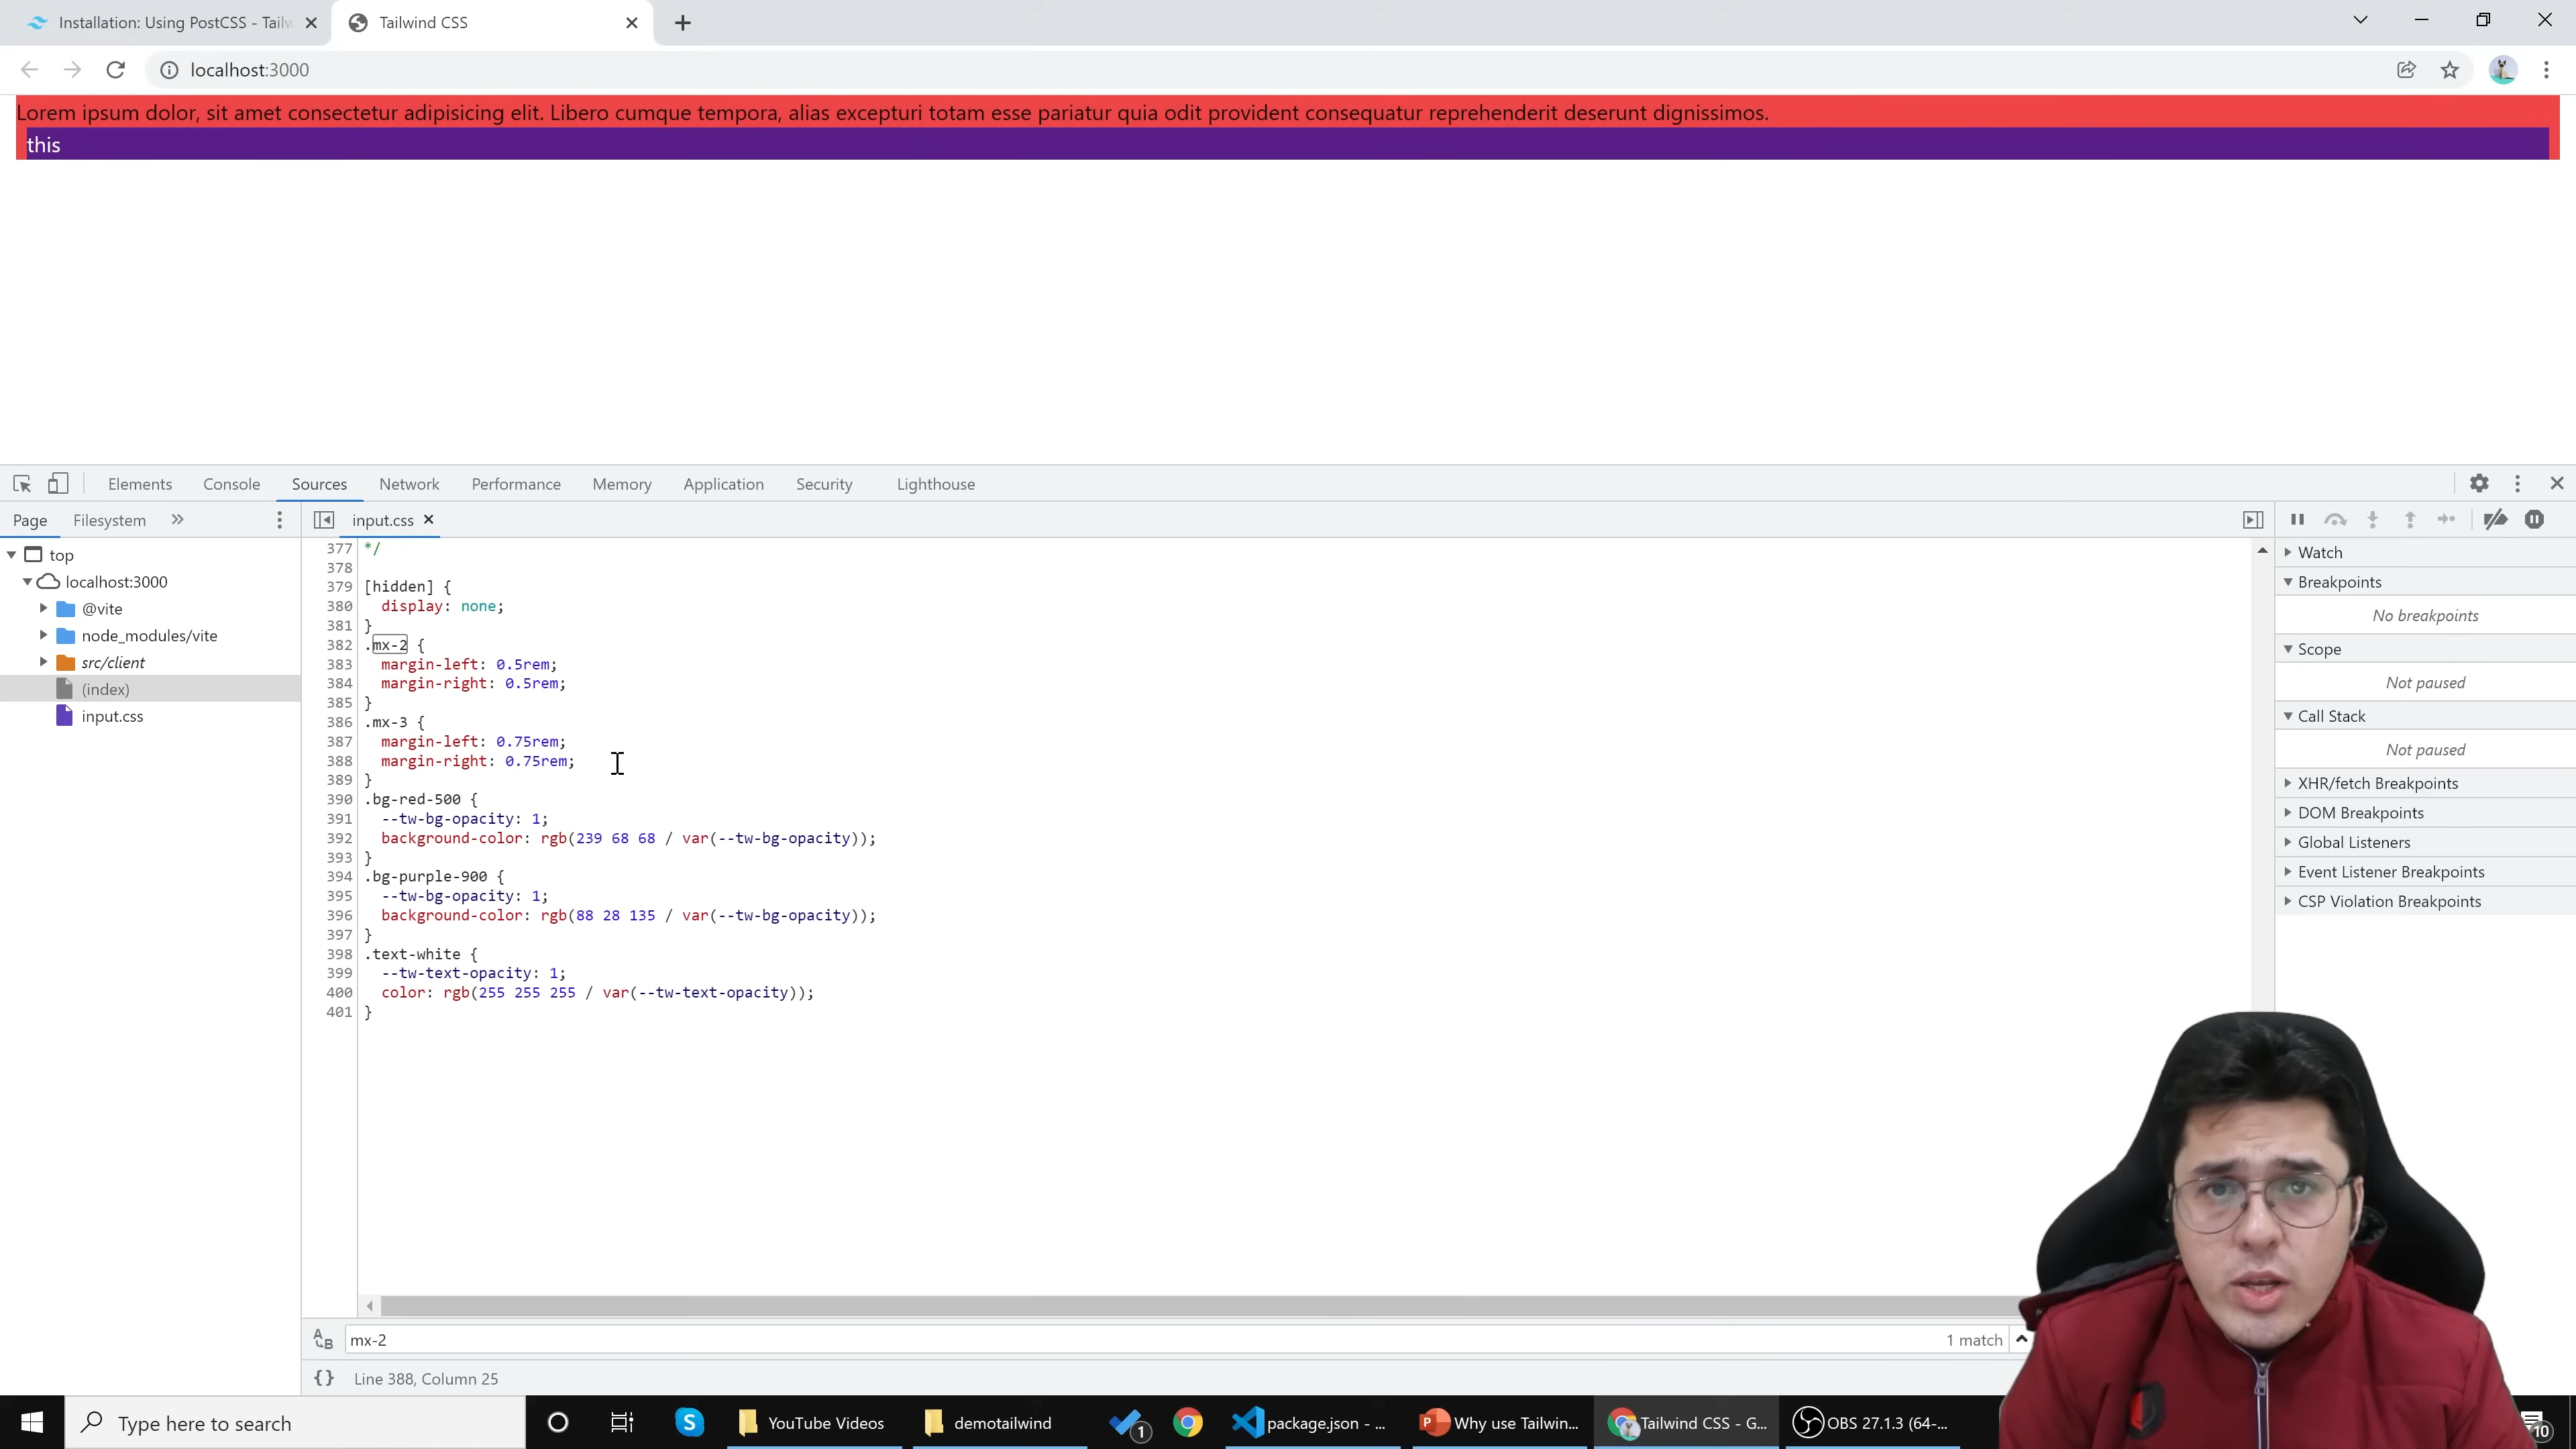 Installation: Using PostCSS - Tailw
Tailwind CSS
localhost:3000
Lorem ipsum dolor, sit amet consectetur adipisicing elit. Libero cumque tempora, alias excepturi totam esse pariatur quia odit provident consequatur reprehenderit deserunt dignissimos.
this
Elements Console Sources Network Performance Memory Application Security Lighthouse
Page Filesystem
input.css
top
localhost:3000
@vite
node_modules/vite
src/client
(index)
input.css
377 */
378
379 [hidden] {
380 display: none;
381 }
382 .mx-2 {
383 margin-left: 0.5rem;
384 margin-right: 0.5rem;
385 }
386 .mx-3 {
387 margin-left: 0.75rem;
388 margin-right: 0.75rem;
389 }
390 .bg-red-500 {
391 --tw-bg-opacity: 1;
392 background-color: rgb(239 68 68 / var(--tw-bg-opacity));
393 }
394 .bg-purple-900 {
395 --tw-bg-opacity: 1;
396 background-color: rgb(88 28 135 / var(--tw-bg-opacity));
397 }
398 .text-white {
399 --tw-text-opacity: 1;
400 color: rgb(255 255 255 / var(--tw-text-opacity));
401 }
Watch
Breakpoints
No breakpoints
Scope
Not paused
Call Stack
Not paused
XHR/fetch Breakpoints
DOM Breakpoints
Global Listeners
Event Listener Breakpoints
CSP Violation Breakpoints
mx-2
1 match
{} Line 388, Column 25
Type here to search
YouTube Videos
demotailwind
1
package.json - ...
Why use Tailwin...
Tailwind CSS - G...
OBS 27.1.3 (64-...
10